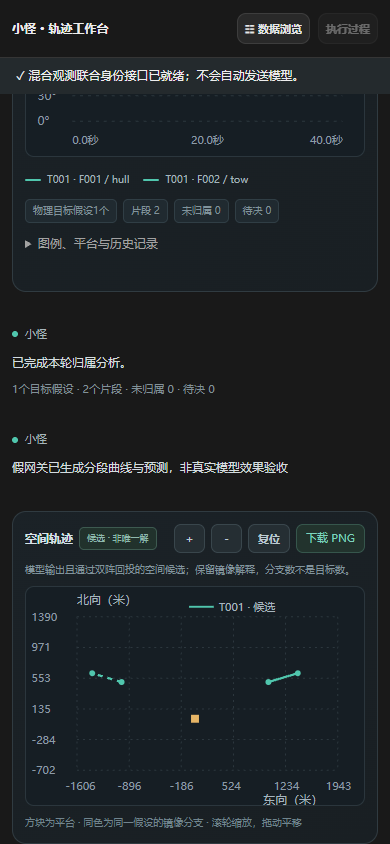 小怪·轨迹工作台
数据浏览
执行过程
✓ 混合观测联合身份接口已就绪；不会自动发送模型。
30°
0°
0.0秒 20.0秒 40.0秒
T001 · F001 / hull T001 · F002 / tow
物理目标假设1个 片段 2 未归属 0 待决 0
▶ 图例、平台与历史记录
小怪
已完成本轮归属分析。
1个目标假设 · 2个片段 · 未归属 0 · 待决 0
小怪
假网关已生成分段曲线与预测，非真实模型效果验收
空间轨迹 候选 · 非唯一解 + - 复位 下载 PNG
模型输出且通过双阵回投的空间候选；保留镜像解释，分支数不是目标数。
北向（米） T001 · 候选
1390
971
553
135
-284
-702
-1606 -896 -186 524 1234 1943
东向（米）
方块为平台 · 同色为同一假设的镜像分支 · 滚轮缩放，拖动平移